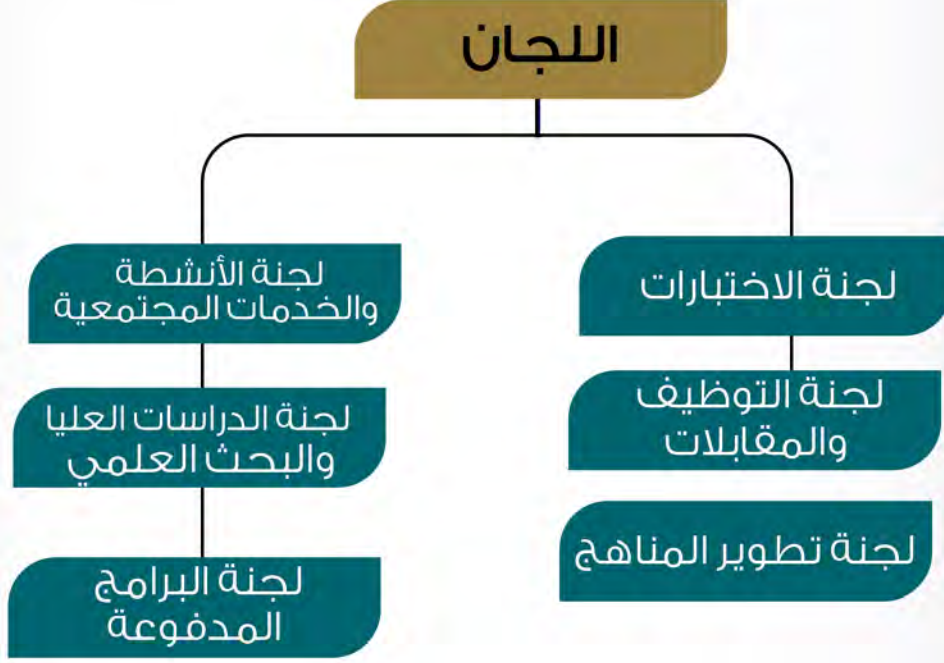 اللجان
لجنة الاختبارات
لجنة التوظيف
والمقابلات
لجنة تطوير المناهج
لجنة الأنشطة
والخدمات المجتمعية
لجنة الدراسات العليا
والبحث العلمي
لجنة البرامج
المدفوعة